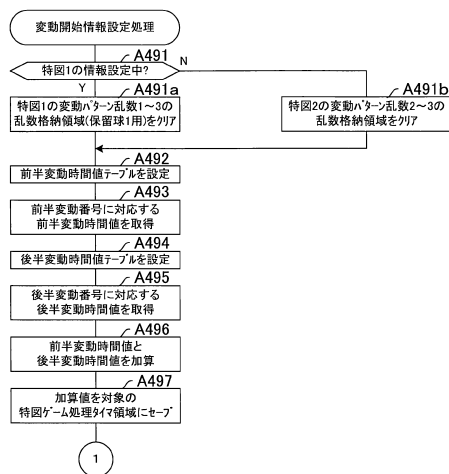 変動開始情報設定処理
A491
特図1の情報設定中?
N
Y
A491a
特図1の変動パターン乱数1～3の
乱数格納領域(保留球1用)をクリア
A491b
特図2の変動パターン乱数2～3の
乱数格納領域をクリア
A492
前半変動時間値テーブルを設定
A493
前半変動番号に対応する
前半変動時間値を取得
A494
後半変動時間値テーブルを設定
A495
後半変動番号に対応する
後半変動時間値を取得
A496
前半変動時間値と
後半変動時間値を加算
A497
加算値を対象の
特図ゲーム処理タイマ領域にセーブ
1